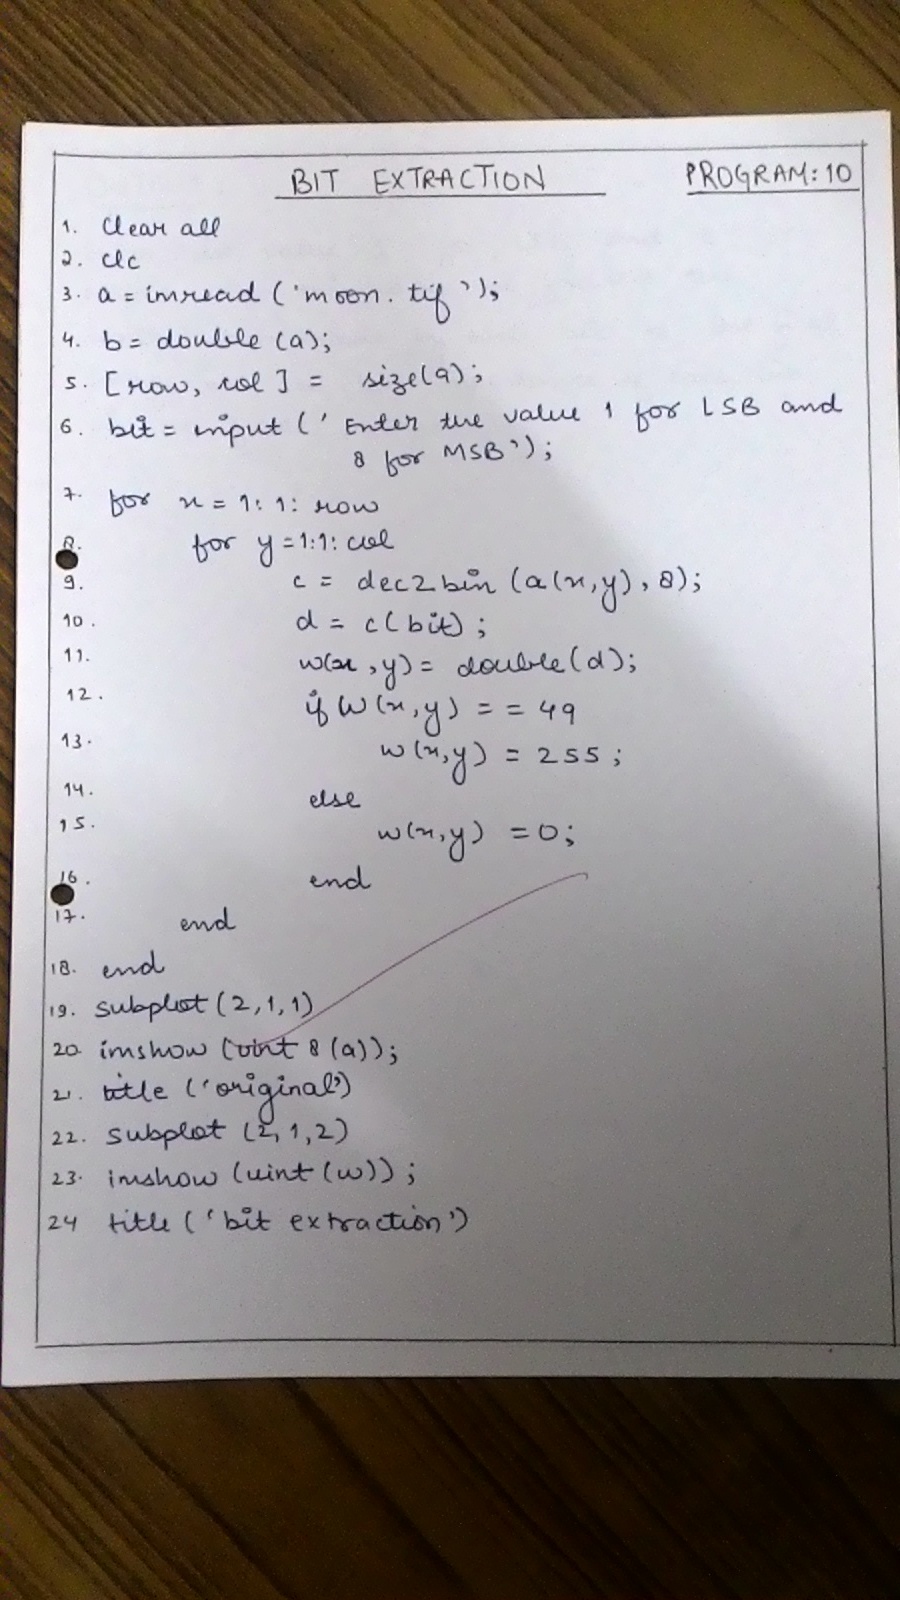 BIT EXTRACTION PROGRAM: 10
1. Clear all
2. clc
3. a = imread ('moon. tif ');
4. b = double (a);
5. [row, col ] = size(a);
6. bit = input (' Enter the value 1 for LSB and
8 for MSB');
7. for x = 1: 1: row
8. for y = 1:1: col
9. c = dec2bin (a(x,y), 8);
10. d = c(bit);
11. w(x,y) = double(d);
12. if W(x,y) = = 49
13. w(x,y) = 255;
14. else
15. w(x,y) = 0;
16. end
17. end
18. end
19. subplot (2,1,1)
20. imshow (uint 8 (a));
21. title ('original')
22. subplot (2,1,2)
23. imshow (uint (w));
24 title ('bit extraction')